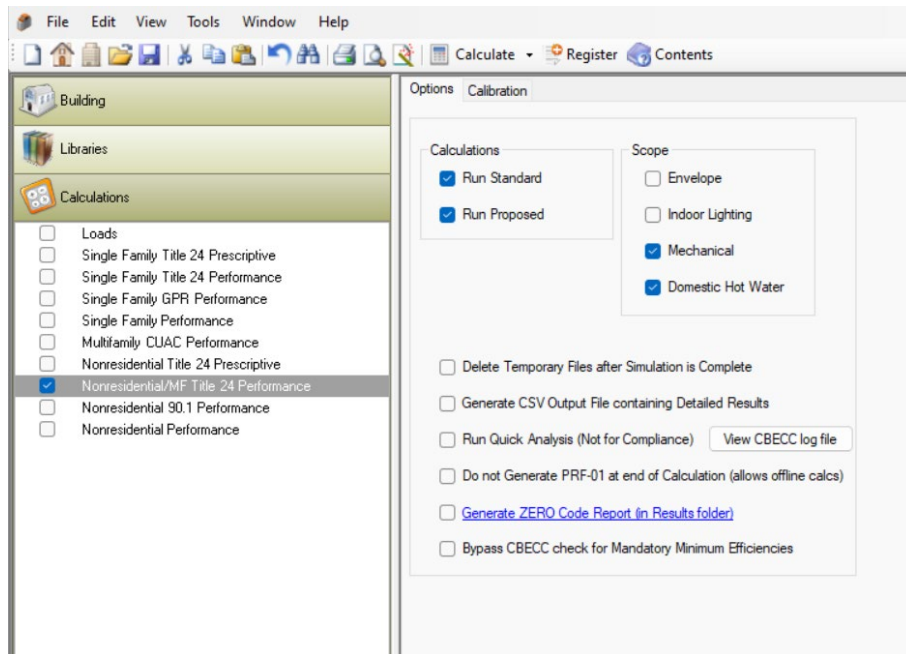 File Edit View Tools Window Help
Calculate Register Contents
Building
Libraries
Calculations
Loads
Single Family Title 24 Prescriptive
Single Family Title 24 Performance
Single Family GPR Performance
Single Family Performance
Multifamily CUAC Performance
Nonresidential Title 24 Prescriptive
Nonresidential/MF Title 24 Performance
Nonresidential 90.1 Performance
Nonresidential Performance
Options Calibration
Calculations
Run Standard
Run Proposed
Scope
Envelope
Indoor Lighting
Mechanical
Domestic Hot Water
Delete Temporary Files after Simulation is Complete
Generate CSV Output File containing Detailed Results
Run Quick Analysis (Not for Compliance) View CBECC log file
Do not Generate PRF-01 at end of Calculation (allows offline calcs)
Generate ZERO Code Report (in Results folder)
Bypass CBECC check for Mandatory Minimum Efficiencies